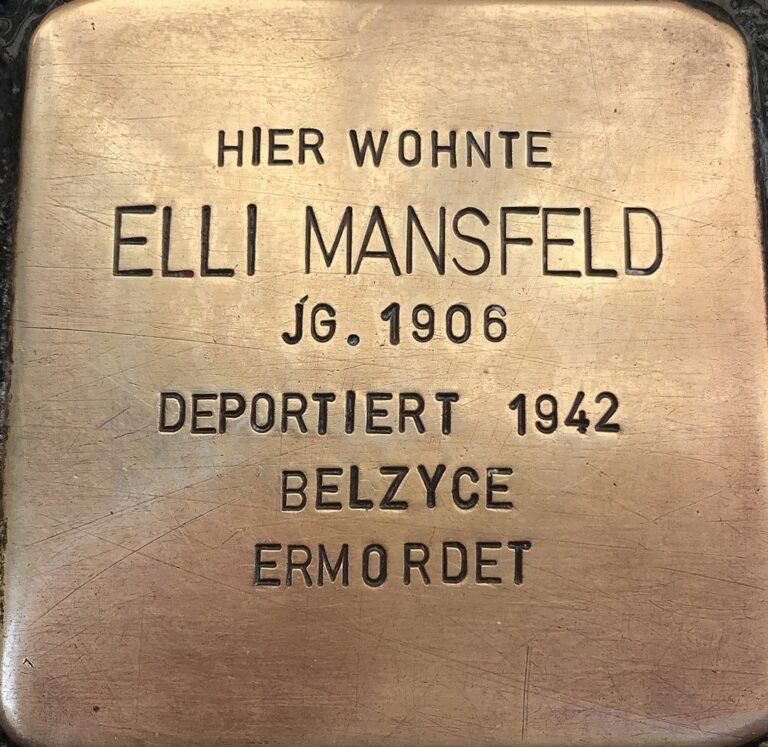 HIER WOHNTE
ELLI MANSFELD
JG. 1906
DEPORTIERT 1942
BELZYCE
ERMORDET